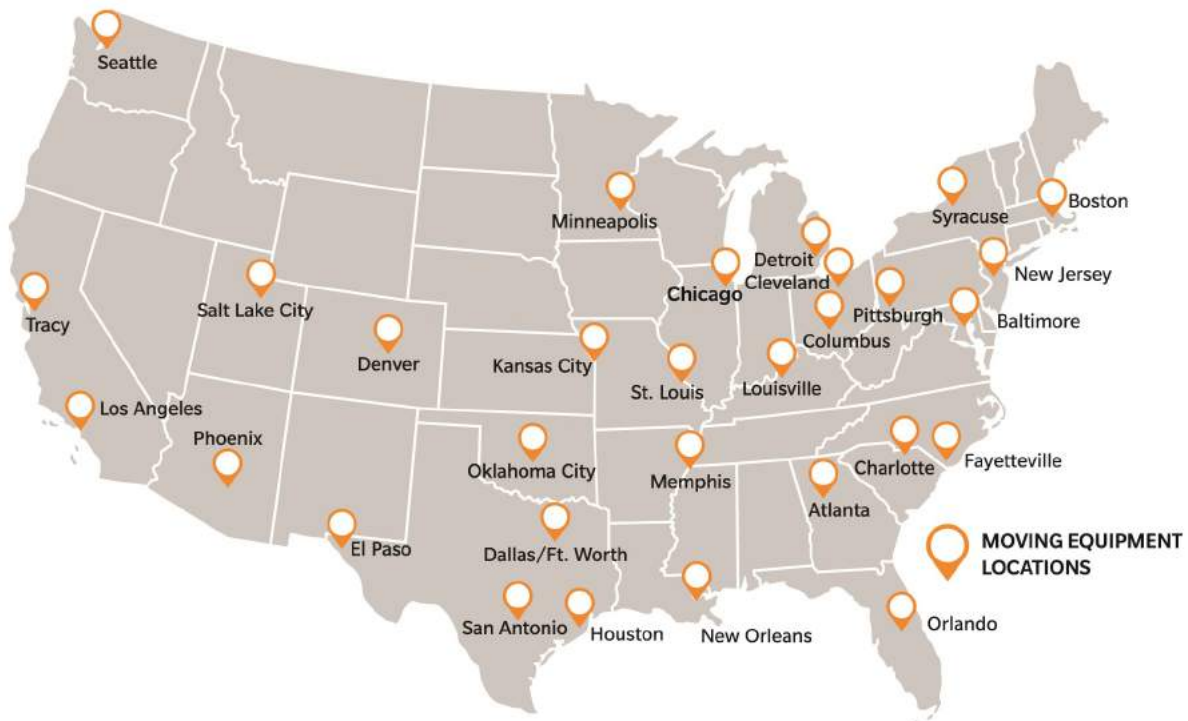 Seattle
Minneapolis
Syracuse
Boston
Detroit
Cleveland
New Jersey
Chicago
Salt Lake City
Pittsburgh
Tracy
Baltimore
Columbus
Denver
Kansas City
St. Louis
Louisville
Los Angeles
Phoenix
Oklahoma City
Memphis
Charlotte
Fayetteville
Atlanta
El Paso
Dallas/Ft. Worth
MOVING EQUIPMENT
LOCATIONS
San Antonio
Houston
New Orleans
Orlando